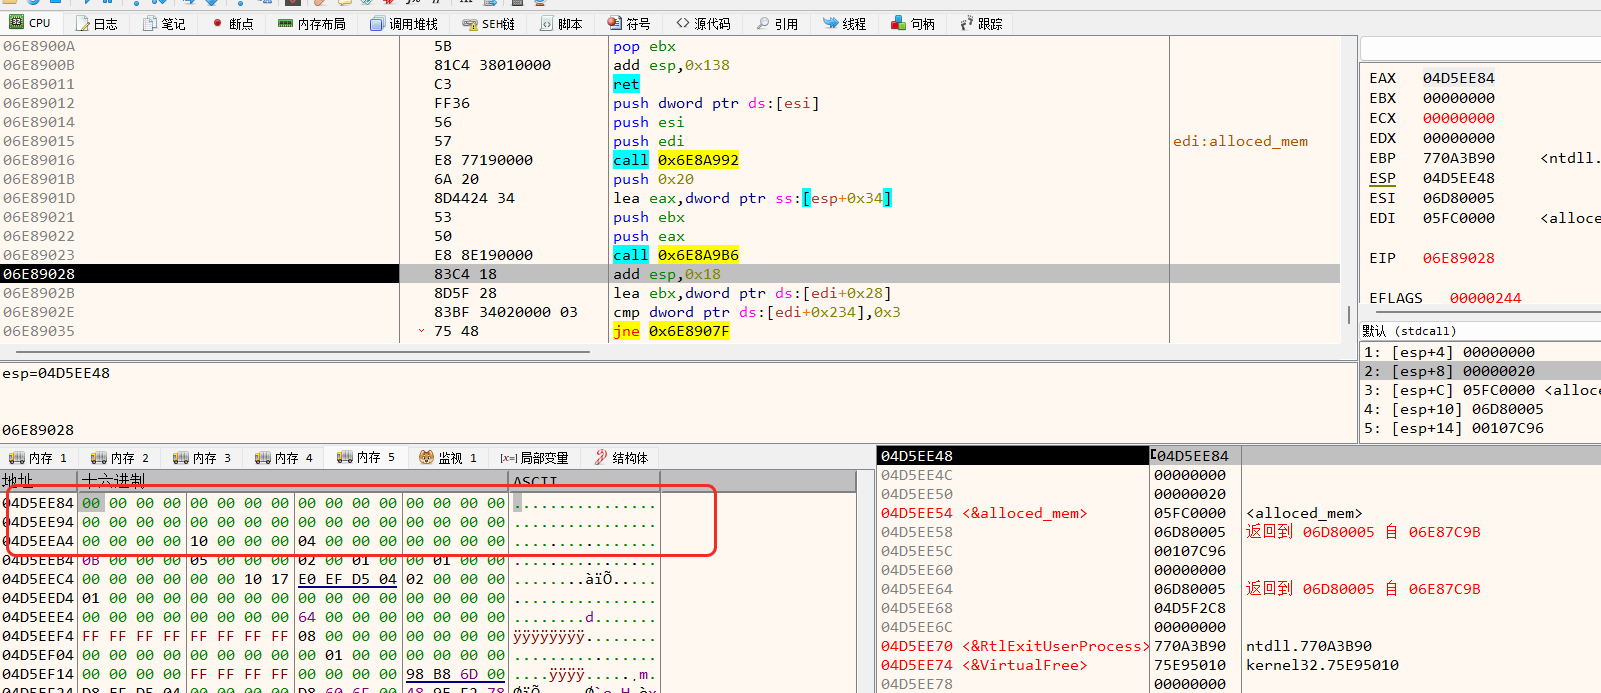 CPU 日志 笔记 断点 内存布局 调用堆栈 SEH链 脚本 符号 源代码 引用 线程 句柄 跟踪
06E8900A 5B pop ebx
06E8900B 81C4 38010000 add esp,0x138
06E89011 C3 ret
06E89012 FF36 push dword ptr ds:[esi]
06E89014 56 push esi
06E89015 57 push edi edi:alloced_mem
06E89016 E8 77190000 call 0x6E8A992
06E8901B 6A 20 push 0x20
06E8901D 8D4424 34 lea eax,dword ptr ss:[esp+0x34]
06E89021 53 push ebx
06E89022 50 push eax
06E89023 E8 8E190000 call 0x6E8A9B6
06E89028 83C4 18 add esp,0x18
06E8902B 8D5F 28 lea ebx,dword ptr ds:[edi+0x28]
06E8902E 83BF 34020000 03 cmp dword ptr ds:[edi+0x234],0x3
06E89035 75 48 jne 0x6E8907F
EAX 04D5EE84
EBX 00000000
ECX 00000000
EDX 00000000
EBP 770A3B90 <ntdll.
ESP 04D5EE48
ESI 06D80005
EDI 05FC0000 <alloce
EIP 06E89028
EFLAGS 00000244
默认 (stdcall)
1: [esp+4] 00000000
2: [esp+8] 00000020
3: [esp+C] 05FC0000 <alloce
4: [esp+10] 06D80005
5: [esp+14] 00107C96
esp=04D5EE48
06E89028
内存 1 内存 2 内存 3 内存 4 内存 5 监视 1 [x=] 局部变量 结构体
地址 十六进制 ASCII
04D5EE84 00 00 00 00 00 00 00 00 00 00 00 00 00 00 00 00 ................
04D5EE94 00 00 00 00 00 00 00 00 00 00 00 00 00 00 00 00 ................
04D5EEA4 00 00 00 00 10 00 00 00 04 00 00 00 00 00 00 00 ................
04D5EEB4 0B 00 00 00 05 00 00 00 02 00 01 00 00 01 00 00 ................
04D5EEC4 00 00 00 00 00 00 10 17 E0 EF D5 04 02 00 00 00 ........àïÕ.....
04D5EED4 01 00 00 00 00 00 00 00 00 00 00 00 00 00 00 00 ................
04D5EEE4 00 00 00 00 00 00 00 00 64 00 00 00 00 00 00 00 ........d.......
04D5EEF4 FF FF FF FF FF FF FF FF 08 00 00 00 00 00 00 00 ÿÿÿÿÿÿÿÿ........
04D5EF04 00 00 00 00 00 00 00 00 00 01 00 00 00 00 00 00 ................
04D5EF14 00 00 00 00 FF FF FF FF 00 00 00 00 98 B8 6D 00 ....ÿÿÿÿ.....¸m.
04D5EE48 04D5EE84
04D5EE4C 00000000
04D5EE50 00000020
04D5EE54 <&alloced_mem> 05FC0000 <alloced_mem>
04D5EE58 06D80005 返回到 06D80005 自 06E87C9B
04D5EE5C 00107C96
04D5EE60 00000000
04D5EE64 06D80005 返回到 06D80005 自 06E87C9B
04D5EE68 04D5F2C8
04D5EE6C 00000000
04D5EE70 <&RtlExitUserProcess> 770A3B90 ntdll.770A3B90
04D5EE74 <&VirtualFree> 75E95010 kernel32.75E95010
04D5EE78 00000000